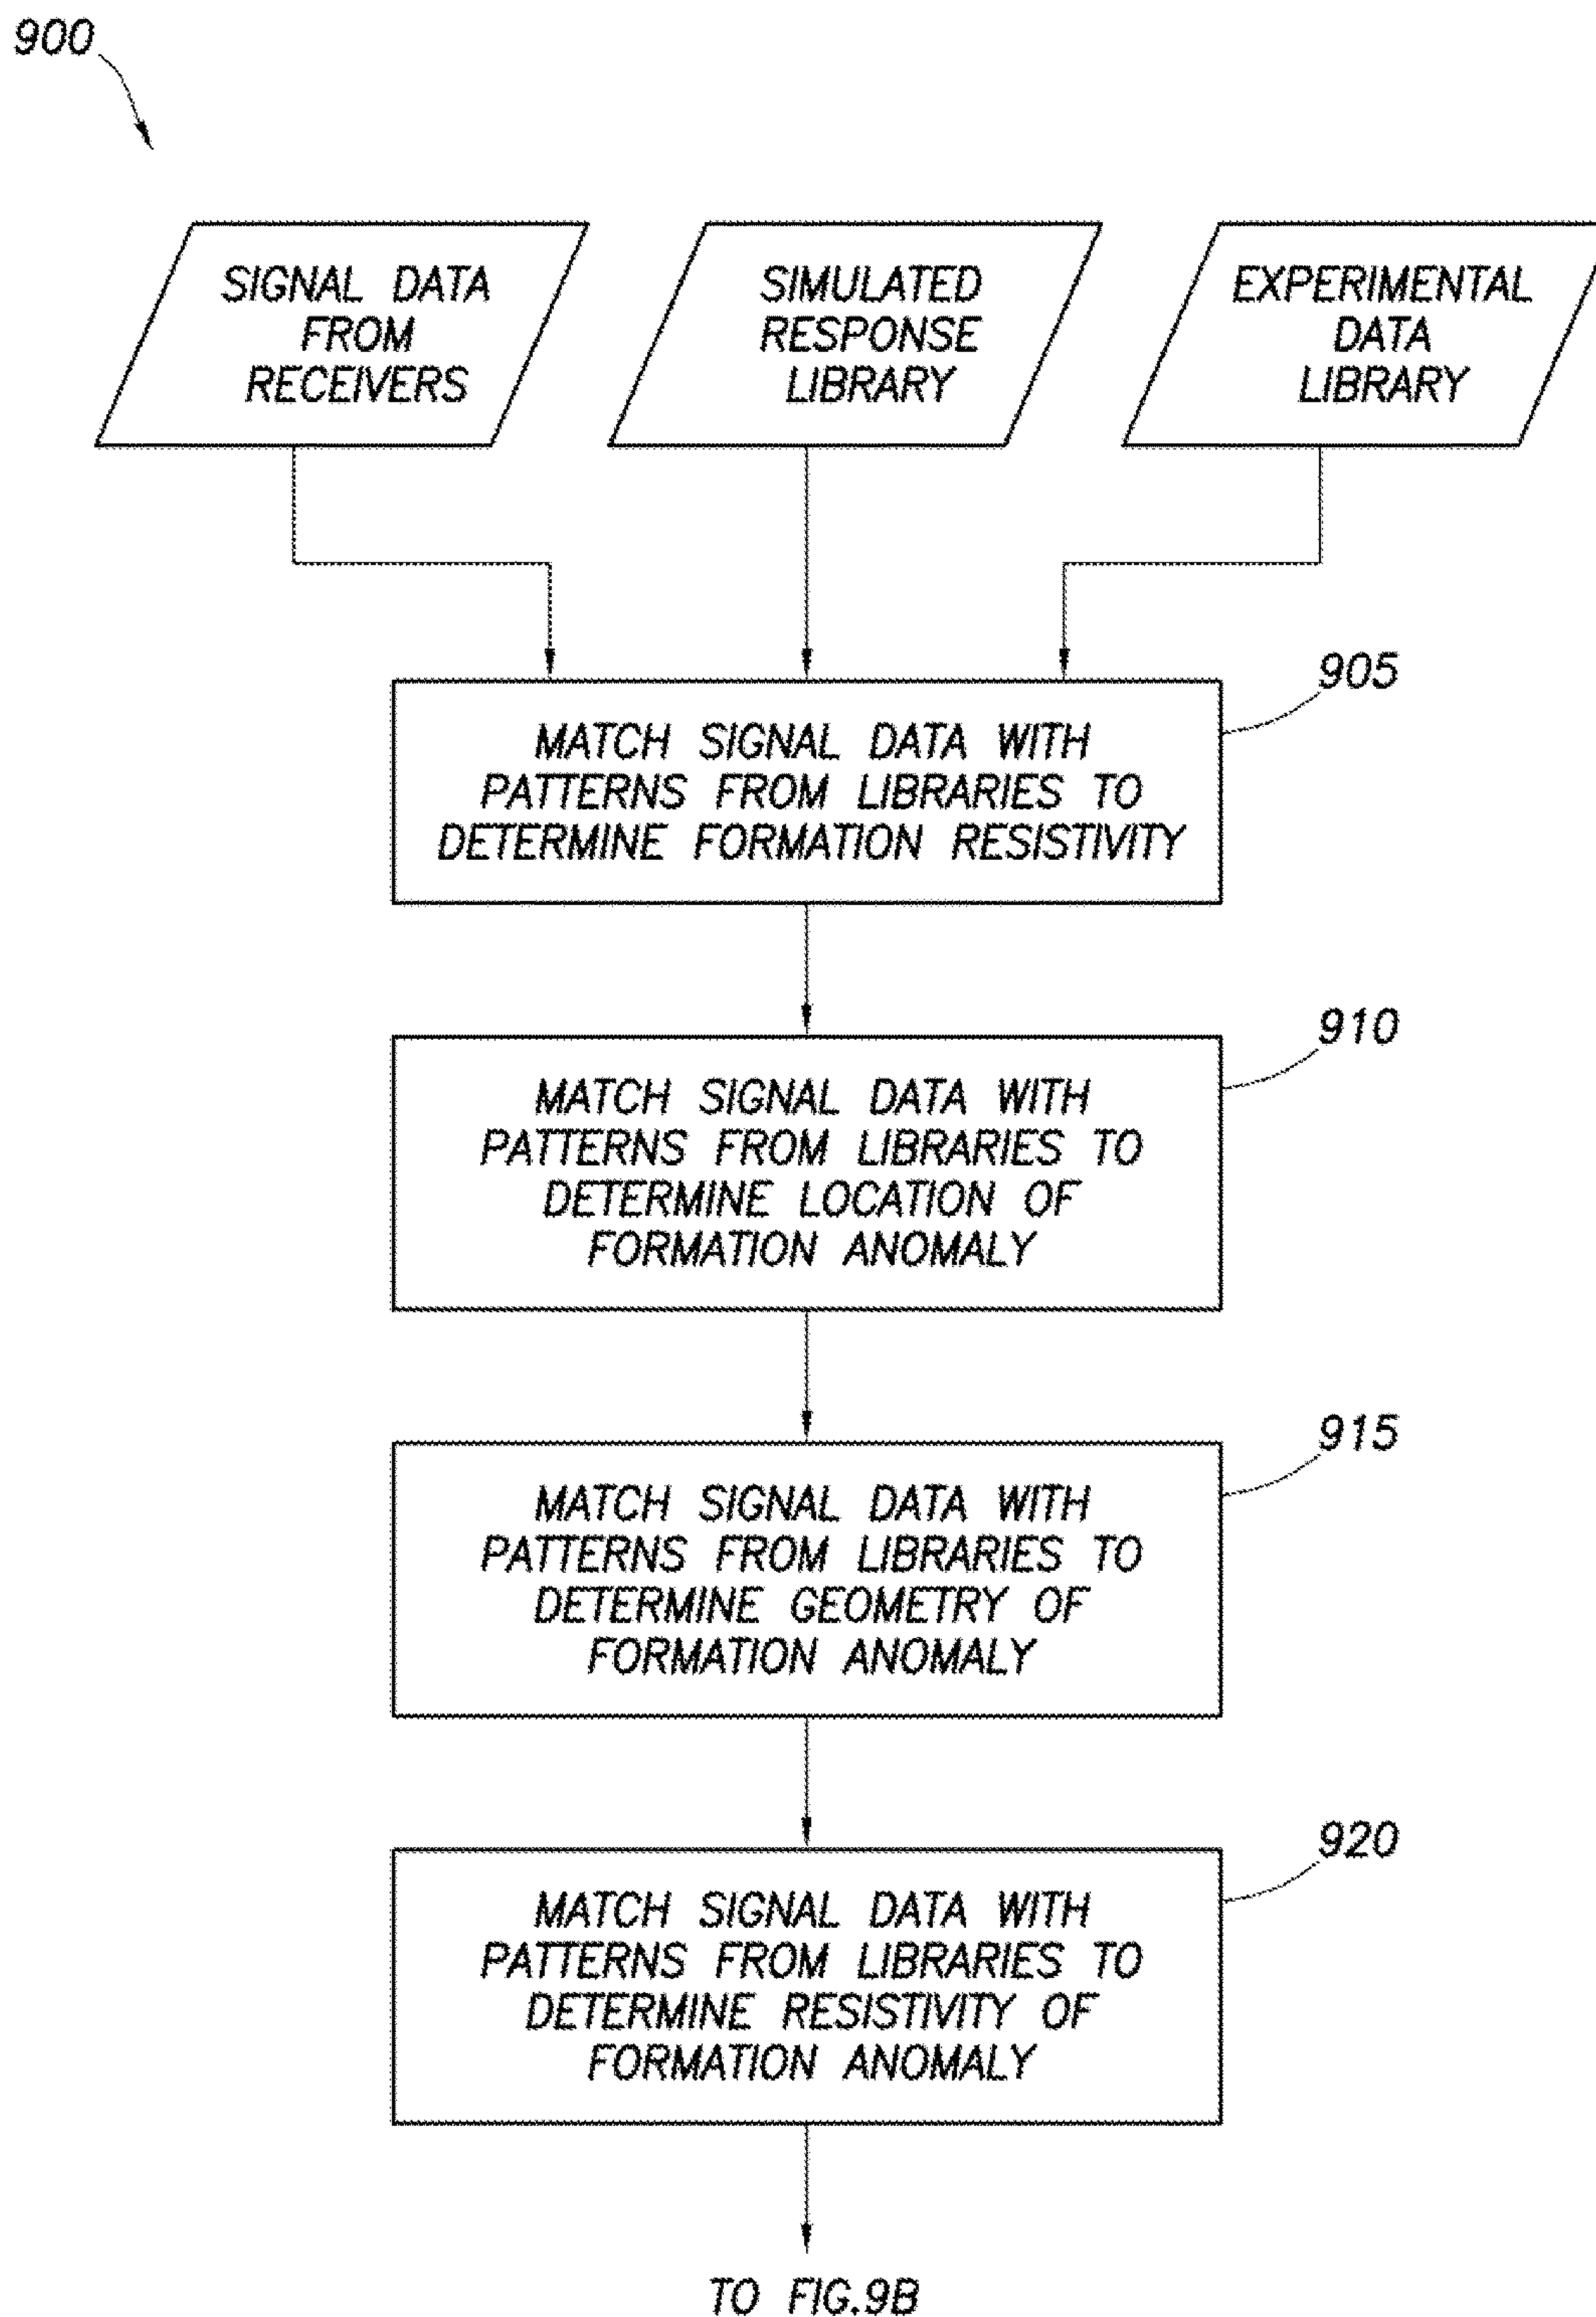 900
SIGNAL DATA
FROM
RECEIVERS
SIMULATED
RESPONSE
LIBRARY
EXPERIMENTAL
DATA
LIBRARY
905
MATCH SIGNAL DATA WITH
PATTERNS FROM LIBRARIES TO
DETERMINE FORMATION RESISTIVITY
910
MATCH SIGNAL DATA WITH
PATTERNS FROM LIBRARIES TO
DETERMINE LOCATION OF
FORMATION ANOMALY
915
MATCH SIGNAL DATA WITH
PATTERNS FROM LIBRARIES TO
DETERMINE GEOMETRY OF
FORMATION ANOMALY
920
MATCH SIGNAL DATA WITH
PATTERNS FROM LIBRARIES TO
DETERMINE RESISTIVITY OF
FORMATION ANOMALY
TO FIG.9B